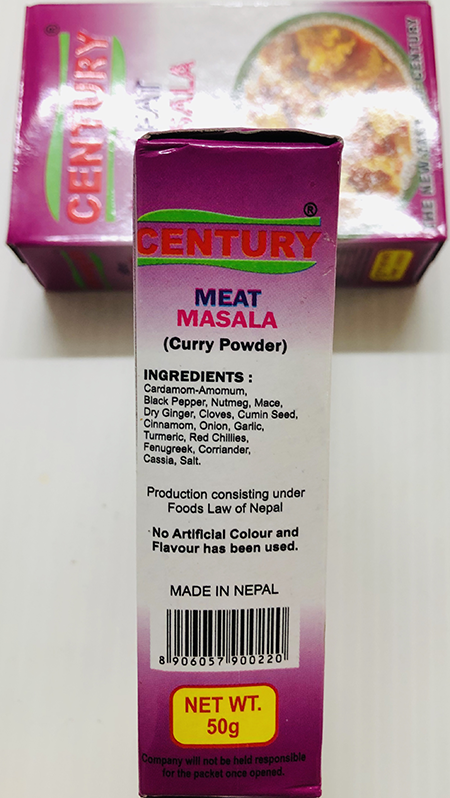 CENTURY
CENTURY
®
CENTURY
MEAT
MASALA
(Curry Powder)
INGREDIENTS :
Cardamom-Amomum,
Black Pepper, Nutmeg, Mace,
Dry Ginger, Cloves, Cumin Seed,
Cinnamom, Onion, Garlic,
Turmeric, Red Chillies,
Fenugreek, Corriander,
Cassia, Salt.
Production consisting under
Foods Law of Nepal
No Artificial Colour and
Flavour has been used.
MADE IN NEPAL
8 906057 900220
NET WT.
50g
Company will not be held responsible
for the packet once opened.